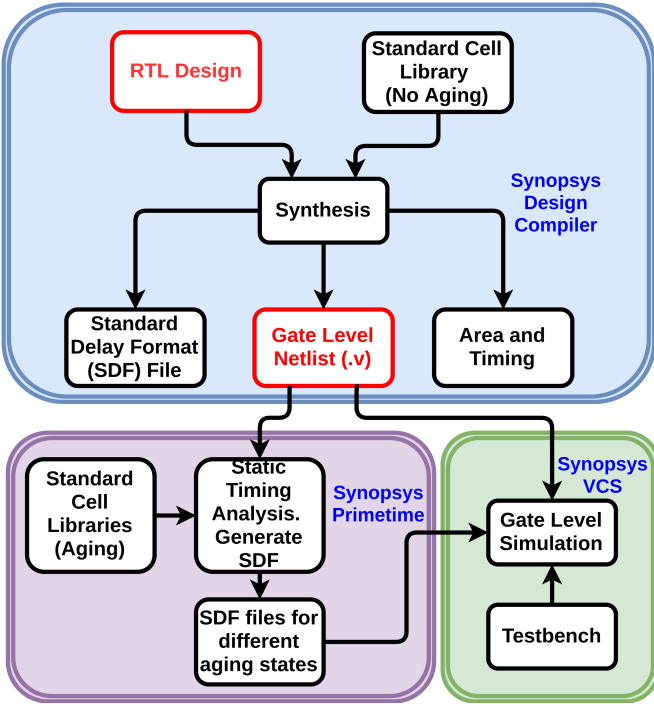 RTL Design
Standard Cell
Library
(No Aging)
Synthesis
Synopsys
Design
Compiler
Standard
Delay Format
(SDF) File
Gate Level
Netlist (.v)
Area and
Timing
Standard
Cell
Libraries
(Aging)
Static
Timing
Analysis.
Generate
SDF
Synopsys
Primetime
SDF files for
different
aging states
Synopsys
VCS
Gate Level
Simulation
Testbench